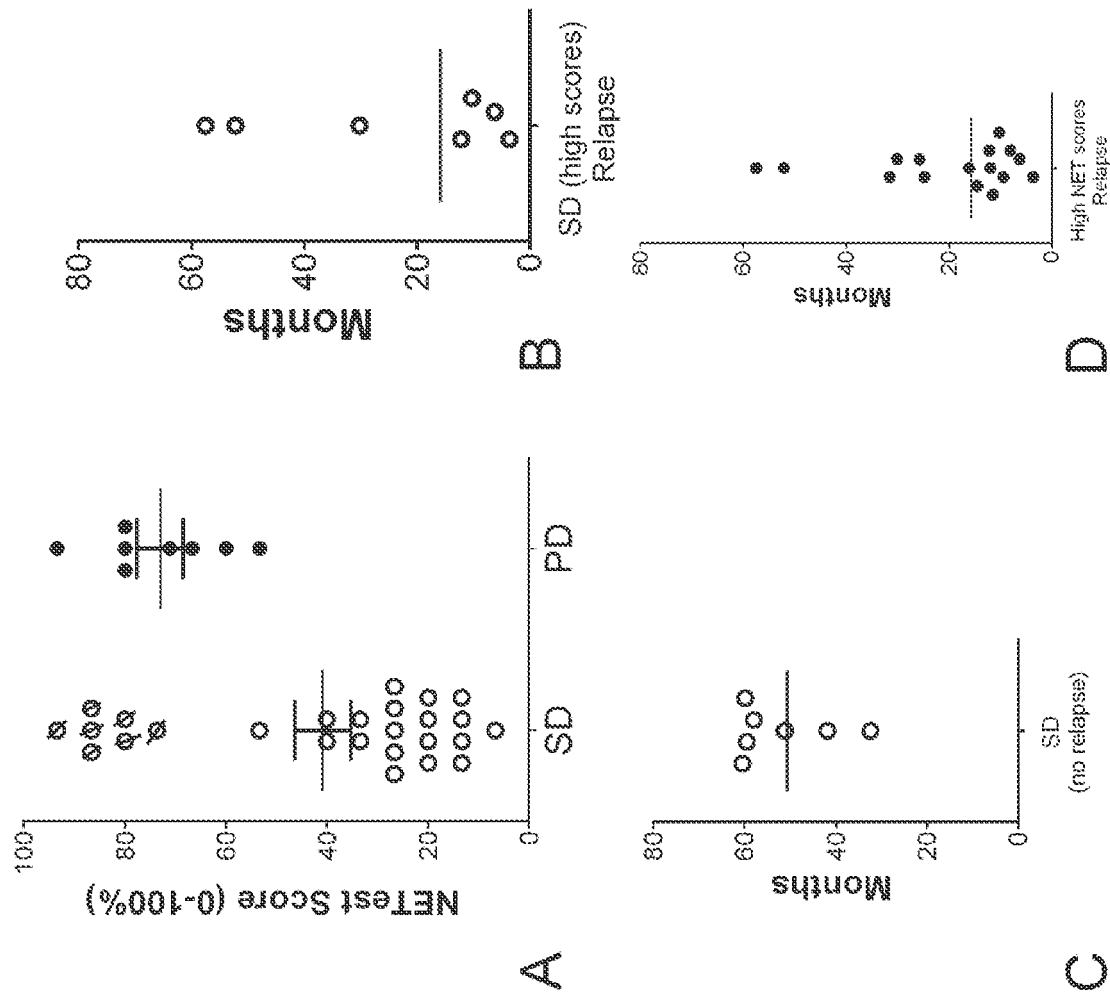 NETest Score (0-100%)
100
80
60
40
20
0
SD
PD
A
Months
80
60
40
20
0
SD (high scores)
Relapse
B
Months
80
60
40
20
0
SD
(no relapse)
C
Months
80
60
40
20
0
High NET scores
Relapse
D